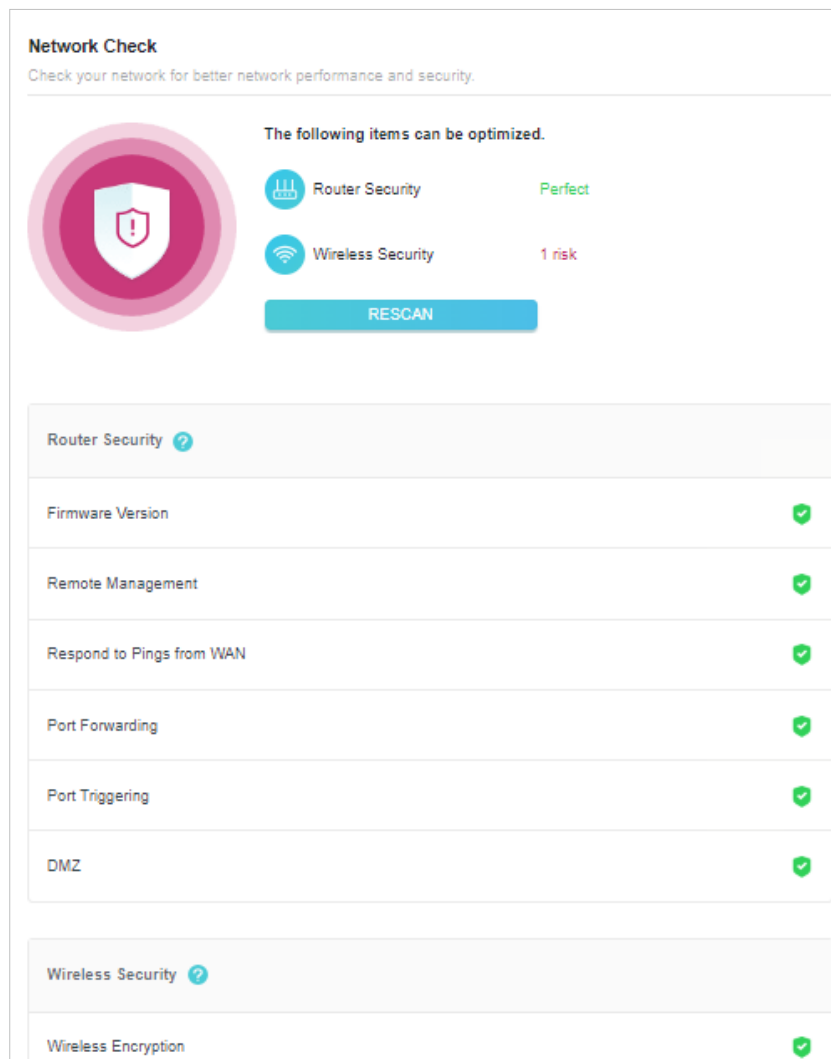 Network Check
Check your network for better network performance and security.
The following items can be optimized.
Router Security Perfect
Wireless Security 1 risk
RESCAN
Router Security ?
Firmware Version
Remote Management
Respond to Pings from WAN
Port Forwarding
Port Triggering
DMZ
Wireless Security ?
Wireless Encryption